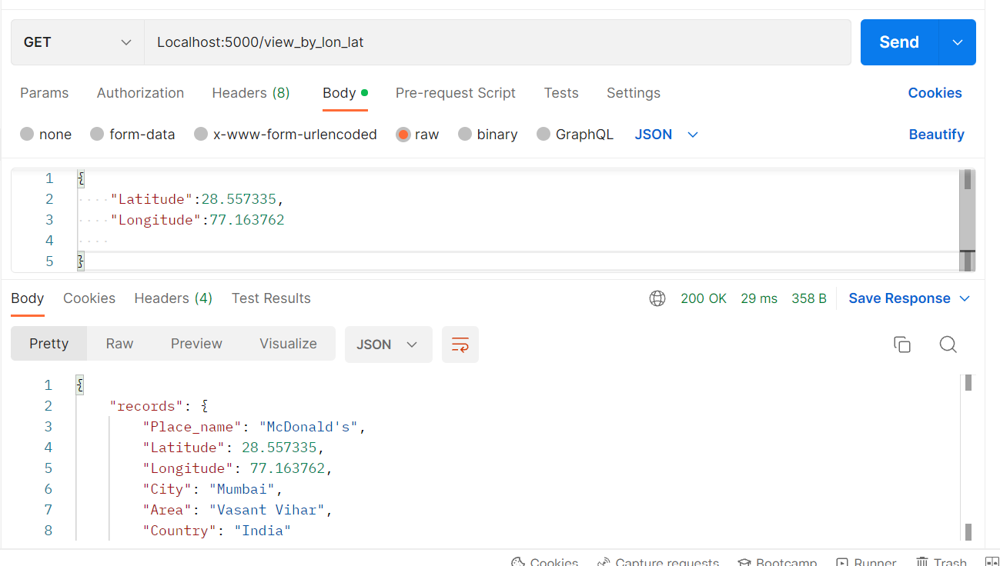 GET Localhost:5000/view_by_lon_lat Send
Params Authorization Headers (8) Body Pre-request Script Tests Settings Cookies
none form-data x-www-form-urlencoded raw binary GraphQL JSON Beautify
1 {
2 "Latitude":28.557335,
3 "Longitude":77.163762
4
5 }
Body Cookies Headers (4) Test Results 200 OK 29 ms 358 B Save Response
Pretty Raw Preview Visualize JSON
1 {
2 "records": {
3 "Place_name": "McDonald's",
4 "Latitude": 28.557335,
5 "Longitude": 77.163762,
6 "City": "Mumbai",
7 "Area": "Vasant Vihar",
8 "Country": "India"
Cookies Capture requests Bootcamp Runner Trash